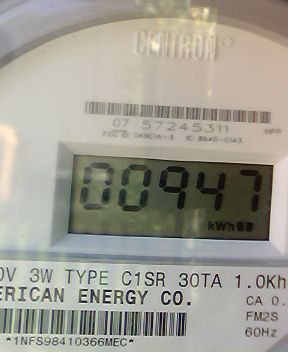 CENTRON®
07 57245311
00947
kWh
0V 3W TYPE C1SR 30TA 1.0Kh
ERICAN ENERGY CO.
CA 0.
FM2S
60Hz
*1NFS98410366MEC*